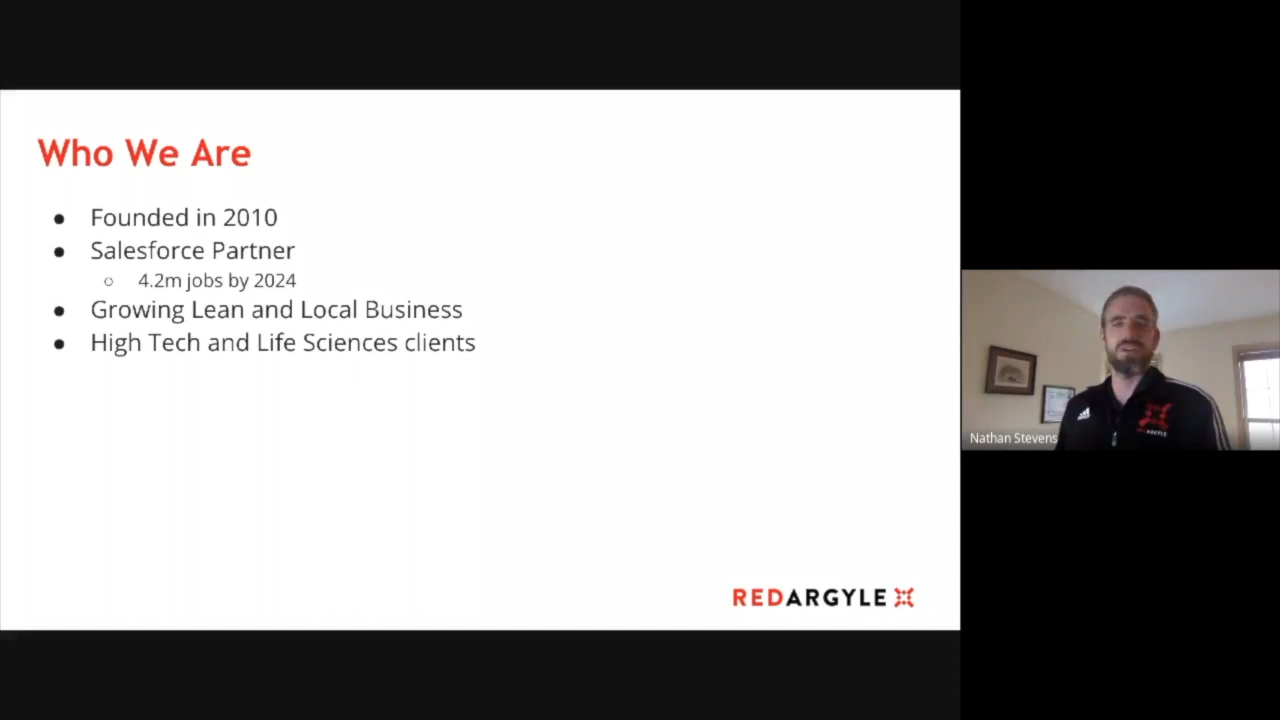 Who We Are
● Founded in 2010
● Salesforce Partner
○ 4.2m jobs by 2024
● Growing Lean and Local Business
● High Tech and Life Sciences clients
REDARGYLE
Nathan Stevens
REDARGYLE